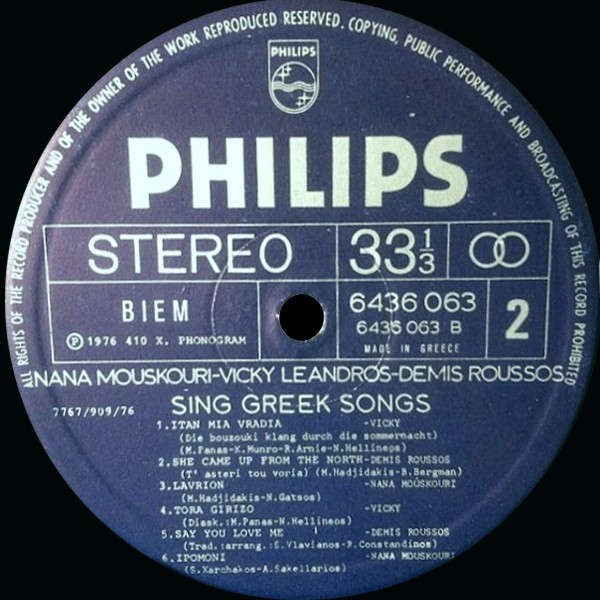 ALL RIGHTS OF THE RECORD PRODUCER AND OF THE OWNER OF THE WORK REPRODUCED RESERVED. COPYING, PUBLIC PERFORMANCE AND BROADCASTING OF THIS RECORD PROHIBITED
PHILIPS
PHILIPS
STEREO 33 1/3
BIEM 6436 063 2
6436 063 B
℗ 1976 410 X. PHONOGRAM MADE IN GREECE
NANA MOUSKOURI-VICKY LEANDROS-DEMIS ROUSSOS
7767/909/76 SING GREEK SONGS
1.ITAN MIA VRADIA -VICKY
(Die bouzouki klang durch die sommernacht)
(M.Panas-K.Munro-R.Arnie-N.Hellineos)
2.SHE CAME UP FROM THE NORTH-DEMIS ROUSSOS
(T' asteri tou voria) (M.Hadjidakis-B.Bergman)
3.LAVRION -NANA MOUSKOURI
(M.Hadjidakis-N.Gatsos)
4.TORA GIRIZO -VICKY
(Diask.:M.Panas-N.Hellineos)
5.SAY YOU LOVE ME -DEMIS ROUSSOS
(Trad.:arrang.:S.Vlavianos-R.Constandinos)
6.IPOMONI -NANA MOUSKOURI
(S.Xarchakos-A.Sakellarios)